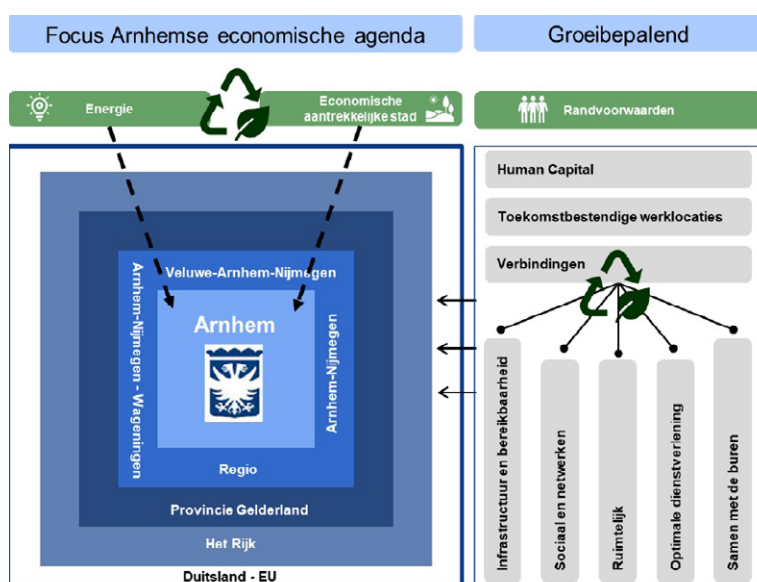 Focus Arnhemse economische agenda
Groeibepalend
Energie
Economische
aantrekkelijke stad
Randvoorwaarden
Veluwe-Arnhem-Nijmegen
Arnhem-Nijmegen - Wageningen
Arnhem
Arnhem-Nijmegen
Regio
Provincie Gelderland
Het Rijk
Duitsland - EU
Human Capital
Toekomstbestendige werklocaties
Verbindingen
Infrastructuur en bereikbaarheid
Sociaal en netwerken
Ruimtelijk
Optimale dienstverlening
Samen met de buren